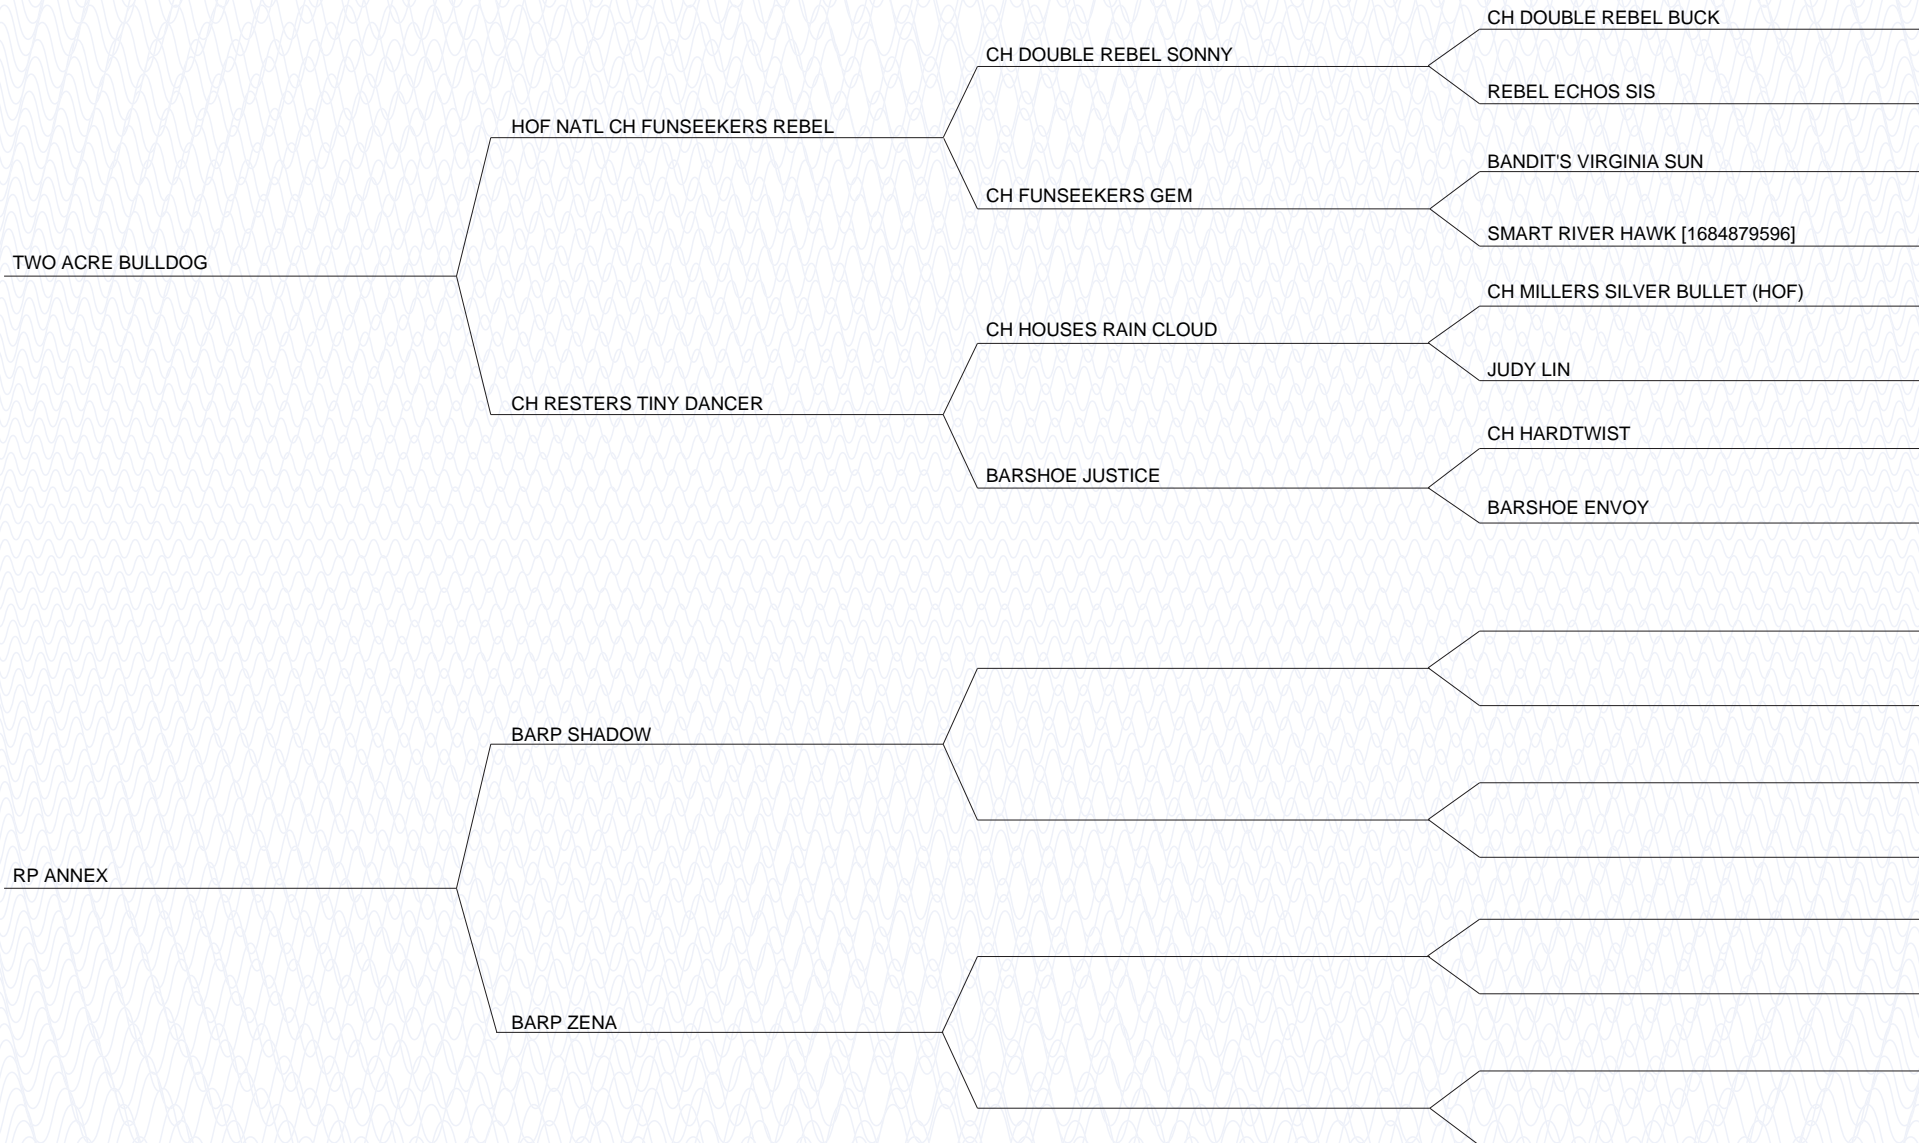 CH DOUBLE REBEL BUCK
CH DOUBLE REBEL SONNY
REBEL ECHOS SIS
HOF NATL CH FUNSEEKERS REBEL
BANDIT'S VIRGINIA SUN
CH FUNSEEKERS GEM
SMART RIVER HAWK [1684879596]
TWO ACRE BULLDOG
CH MILLERS SILVER BULLET (HOF)
CH HOUSES RAIN CLOUD
JUDY LIN
CH RESTERS TINY DANCER
CH HARDTWIST
BARSHOE JUSTICE
BARSHOE ENVOY
BARP SHADOW
RP ANNEX
BARP ZENA